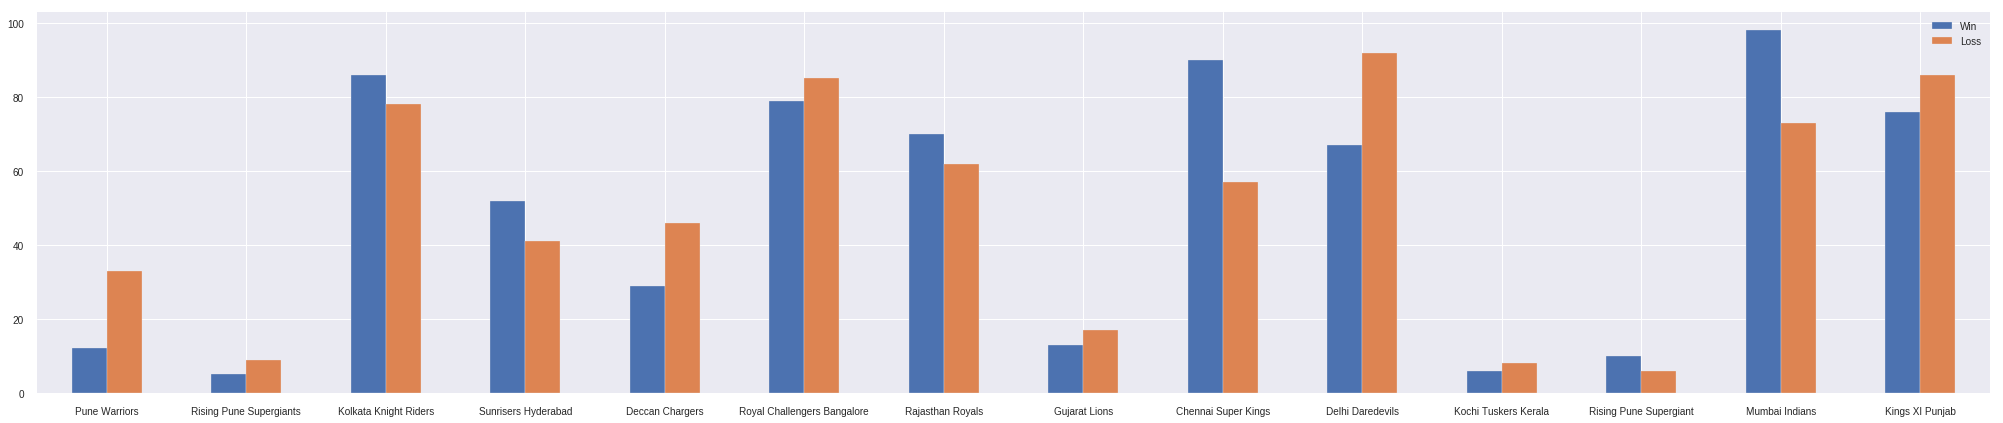 100
80
60
40
20
0
Win
Loss
Pune Warriors
Rising Pune Supergiants
Kolkata Knight Riders
Sunrisers Hyderabad
Deccan Chargers
Royal Challengers Bangalore
Rajasthan Royals
Gujarat Lions
Chennai Super Kings
Delhi Daredevils
Kochi Tuskers Kerala
Rising Pune Supergiant
Mumbai Indians
Kings XI Punjab